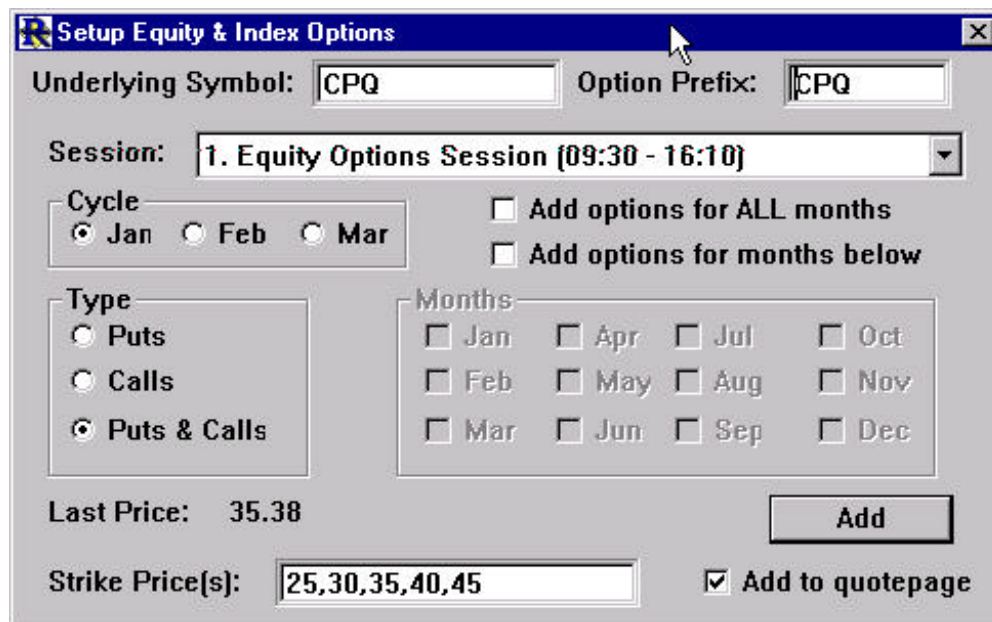 Setup Equity & Index Options
Underlying Symbol: CPQ Option Prefix: CPQ
Session: 1. Equity Options Session (09:30 - 16:10)
Cycle
Jan Feb Mar
Add options for ALL months
Add options for months below
Type
Puts
Calls
Puts & Calls
Months
Jan Apr Jul Oct
Feb May Aug Nov
Mar Jun Sep Dec
Last Price: 35.38
Add
Strike Price(s): 25,30,35,40,45
Add to quotepage